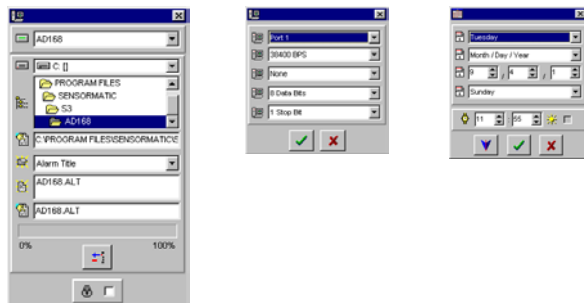 AD168
C: []
PROGRAM FILES
SENSORMATIC
S3
AD168
C:\PROGRAM FILES\SENSORMATIC\S
Alarm Title
AD168.ALT
AD168.ALT
0% 100%
Port 1
38400 BPS
None
8 Data Bits
1 Stop Bit
Tuesday
Month / Day / Year
9 / 4 / 1
Sunday
11 : 55